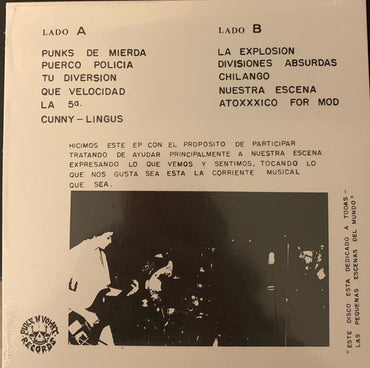 LADO A
PUNKS DE MIERDA
PUERCO POLICIA
TU DIVERSION
QUE VELOCIDAD
LA 5a.
CUNNY-LINGUS
LADO B
LA EXPLOSION
DIVISIONES ABSURDAS
CHILANGO
NUESTRA ESCENA
ATOXXXICO FOR MOD
HICIMOS ESTE EP CON EL PROPOSITO DE PARTICIPAR
TRATANDO DE AYUDAR PRINCIPALMENTE A NUESTRA ESCENA
EXPRESANDO LO QUE VEMOS Y SENTIMOS, TOCANDO LO
QUE NOS GUSTA SEA ESTA LA CORRIENTE MUSICAL
QUE SEA.
"ESTE DISCO ESTA DEDICADO A TODAS-
LAS PEQUEÑAS ESCENAS DEL MUNDO"
RECORDS